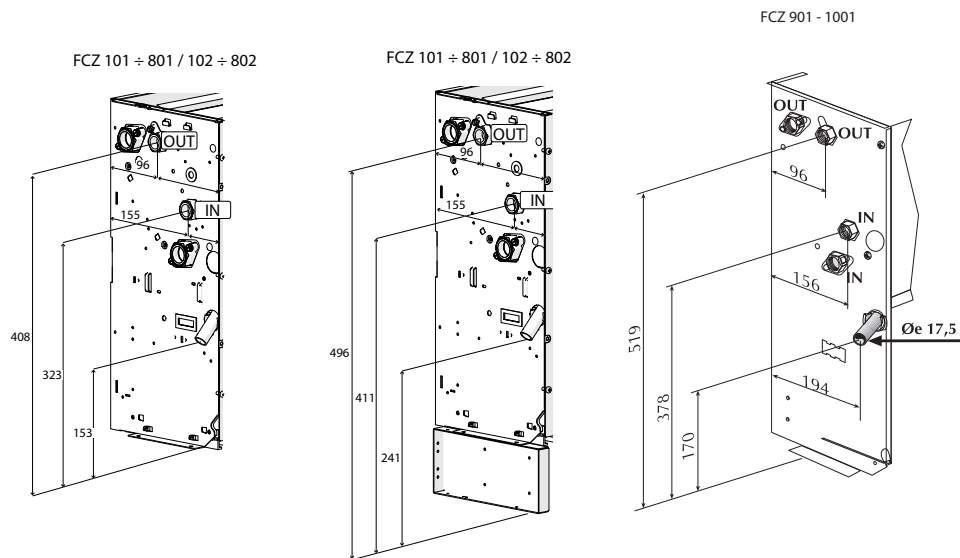 FCZ 101 ÷ 801 / 102 ÷ 802
OUT
96
IN
155
408
323
153
FCZ 101 ÷ 801 / 102 ÷ 802
OUT
96
IN
155
496
411
241
FCZ 901 - 1001
OUT
OUT
96
IN
IN
156
Øe 17,5
194
519
378
170